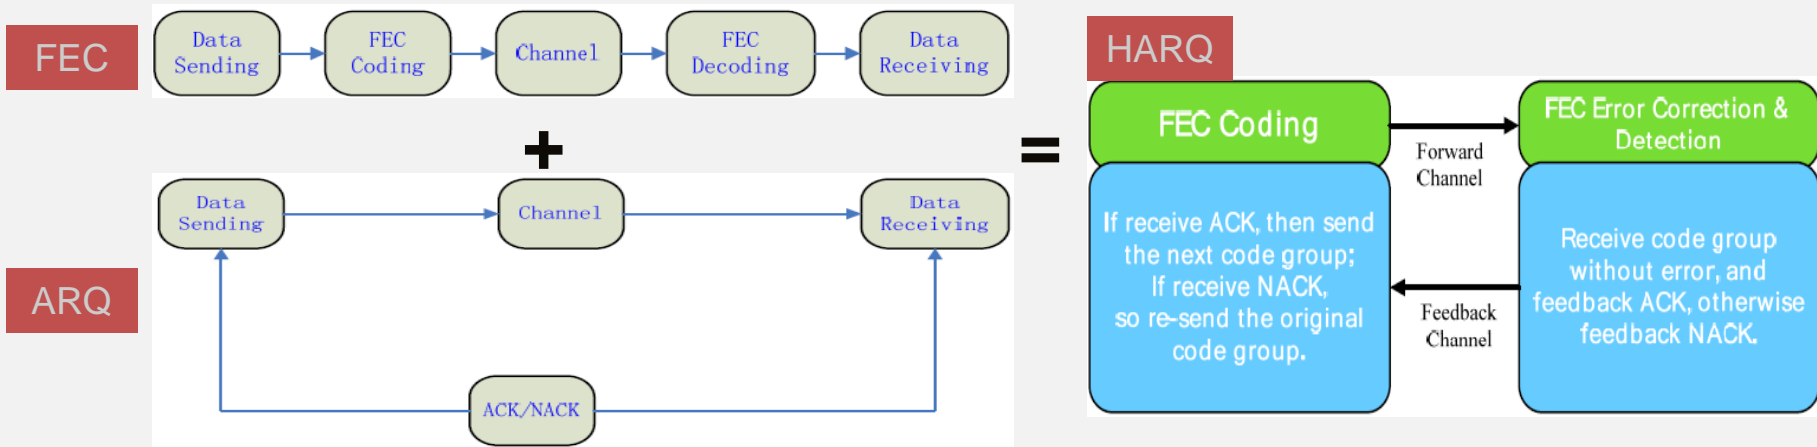 FEC
Data
Sending
FEC
Coding
Channel
FEC
Decoding
Data
Receiving
+
=
ARQ
Data
Sending
Channel
Data
Receiving
ACK/NACK
HARQ
FEC Coding
Forward
Channel
FEC Error Correction &
Detection
If receive ACK, then send
the next code group;
If receive NACK,
so re-send the original
code group.
Feedback
Channel
Receive code group
without error, and
feedback ACK, otherwise
feedback NACK.